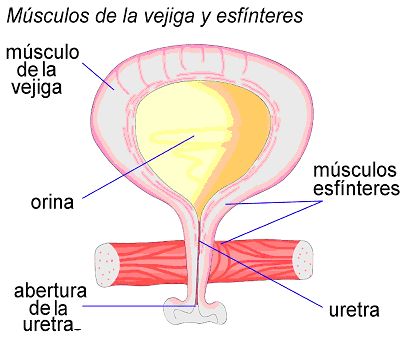 Músculos de la vejiga y esfínteres
músculo
de la
vejiga
orina
músculos
esfínteres
abertura
de la
uretra
uretra